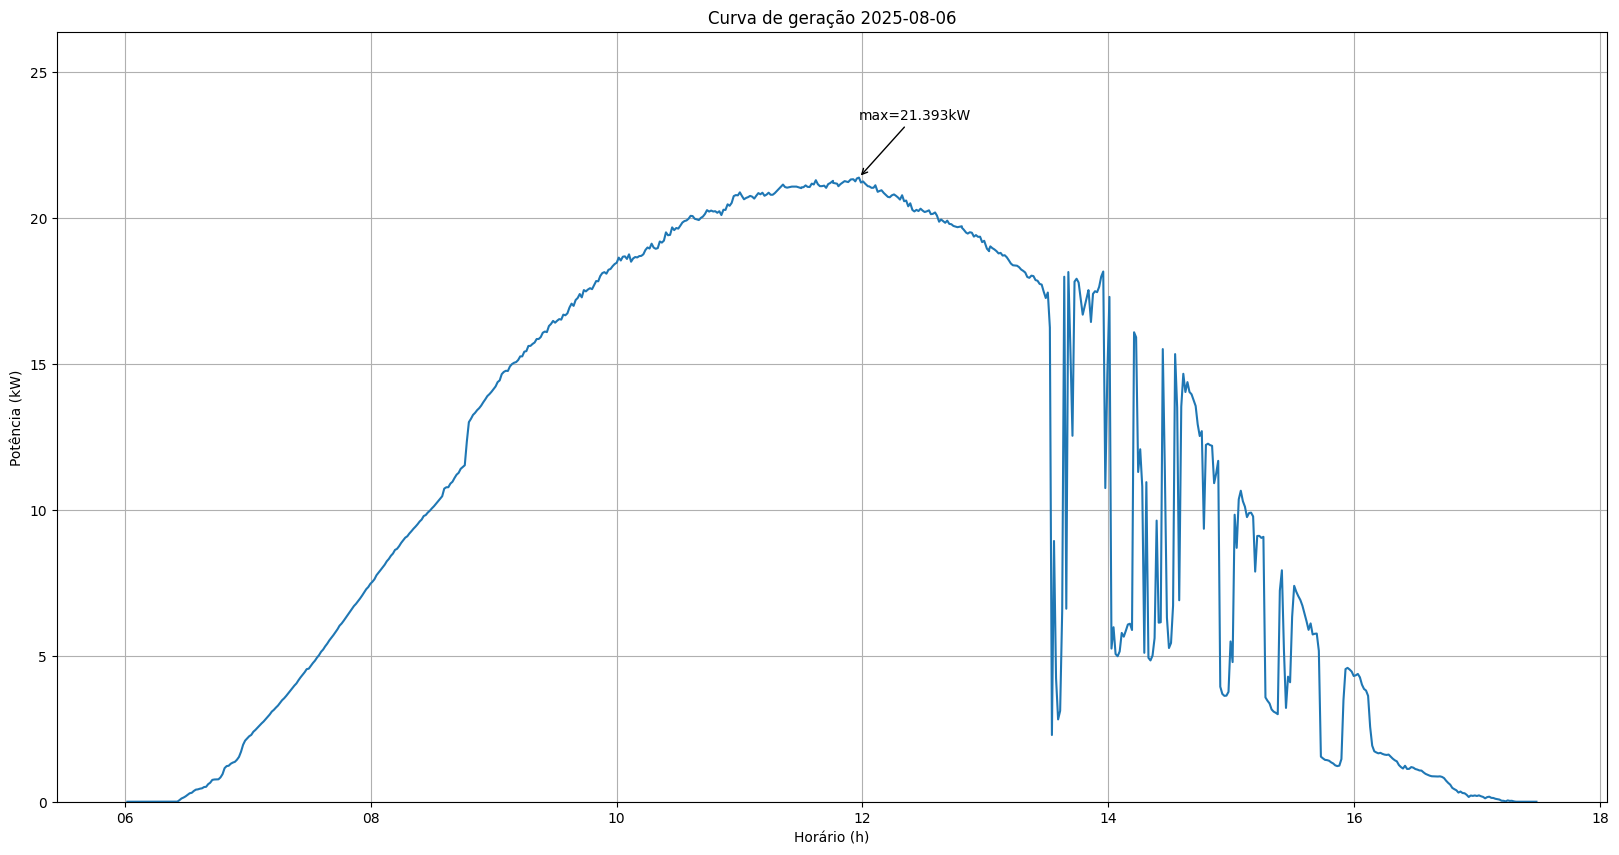 Curva de geração 2025-08-06
25
max=21.393kW
20
15
Potência (kW)
10
5
0
06 08 10 12 14 16 18
Horário (h)